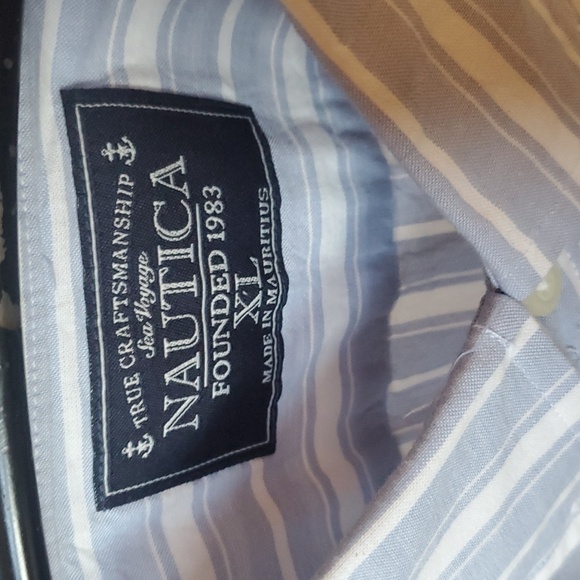 TRUE CRAFTSMANSHIP
Sea Voyage
NAUTICA
FOUNDED 1983
XL
MADE IN MAURITIUS